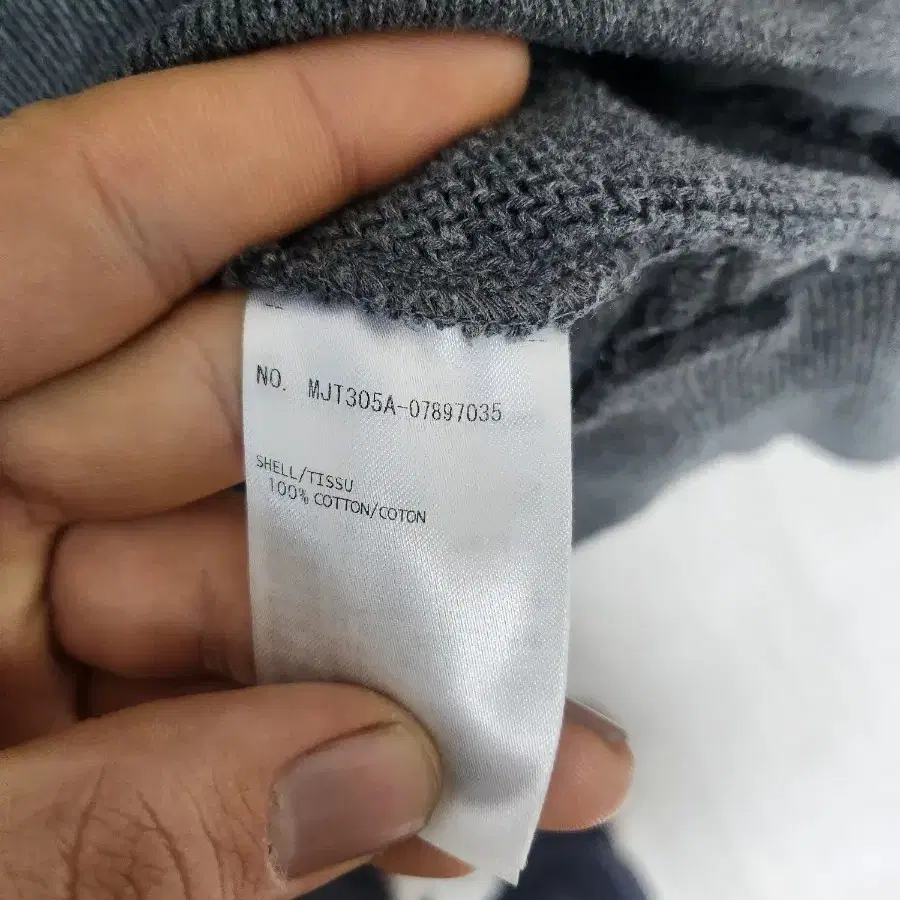 NO. MJT305A-07897035
SHELL/TISSU
100% COTTON/COTON